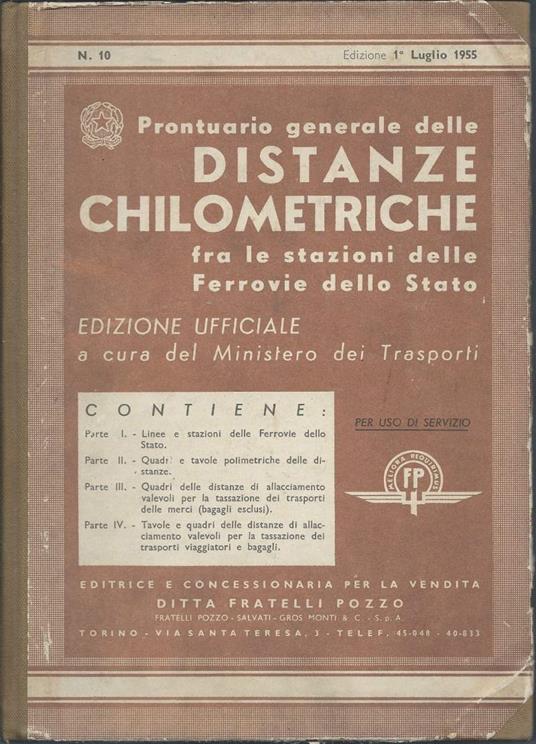 N. 10 Edizione 1° Luglio 1955
Prontuario generale delle
DISTANZE
CHILOMETRICHE
fra le stazioni delle
Ferrovie dello Stato
EDIZIONE UFFICIALE
a cura del Ministero dei Trasporti
CONTIENE:
Parte I. - Linee e stazioni delle Ferrovie dello
Stato.
Parte II. - Quadri e tavole polimetriche delle di-
stanze.
Parte III. - Quadri delle distanze di allacciamento
valevoli per la tassazione dei trasporti
delle merci (bagagli esclusi).
Parte IV. - Tavole e quadri delle distanze di allac-
ciamento valevoli per la tassazione dei
trasporti viaggiatori e bagagli.
PER USO DI SERVIZIO
MELIORA REQUIRIMUS
FP
EDITRICE E CONCESSIONARIA PER LA VENDITA
DITTA FRATELLI POZZO
FRATELLI POZZO - SALVATI - GROS MONTI & C. - S. p. A.
TORINO - VIA SANTA TERESA, 3 - TELEF. 45-048 - 40-833